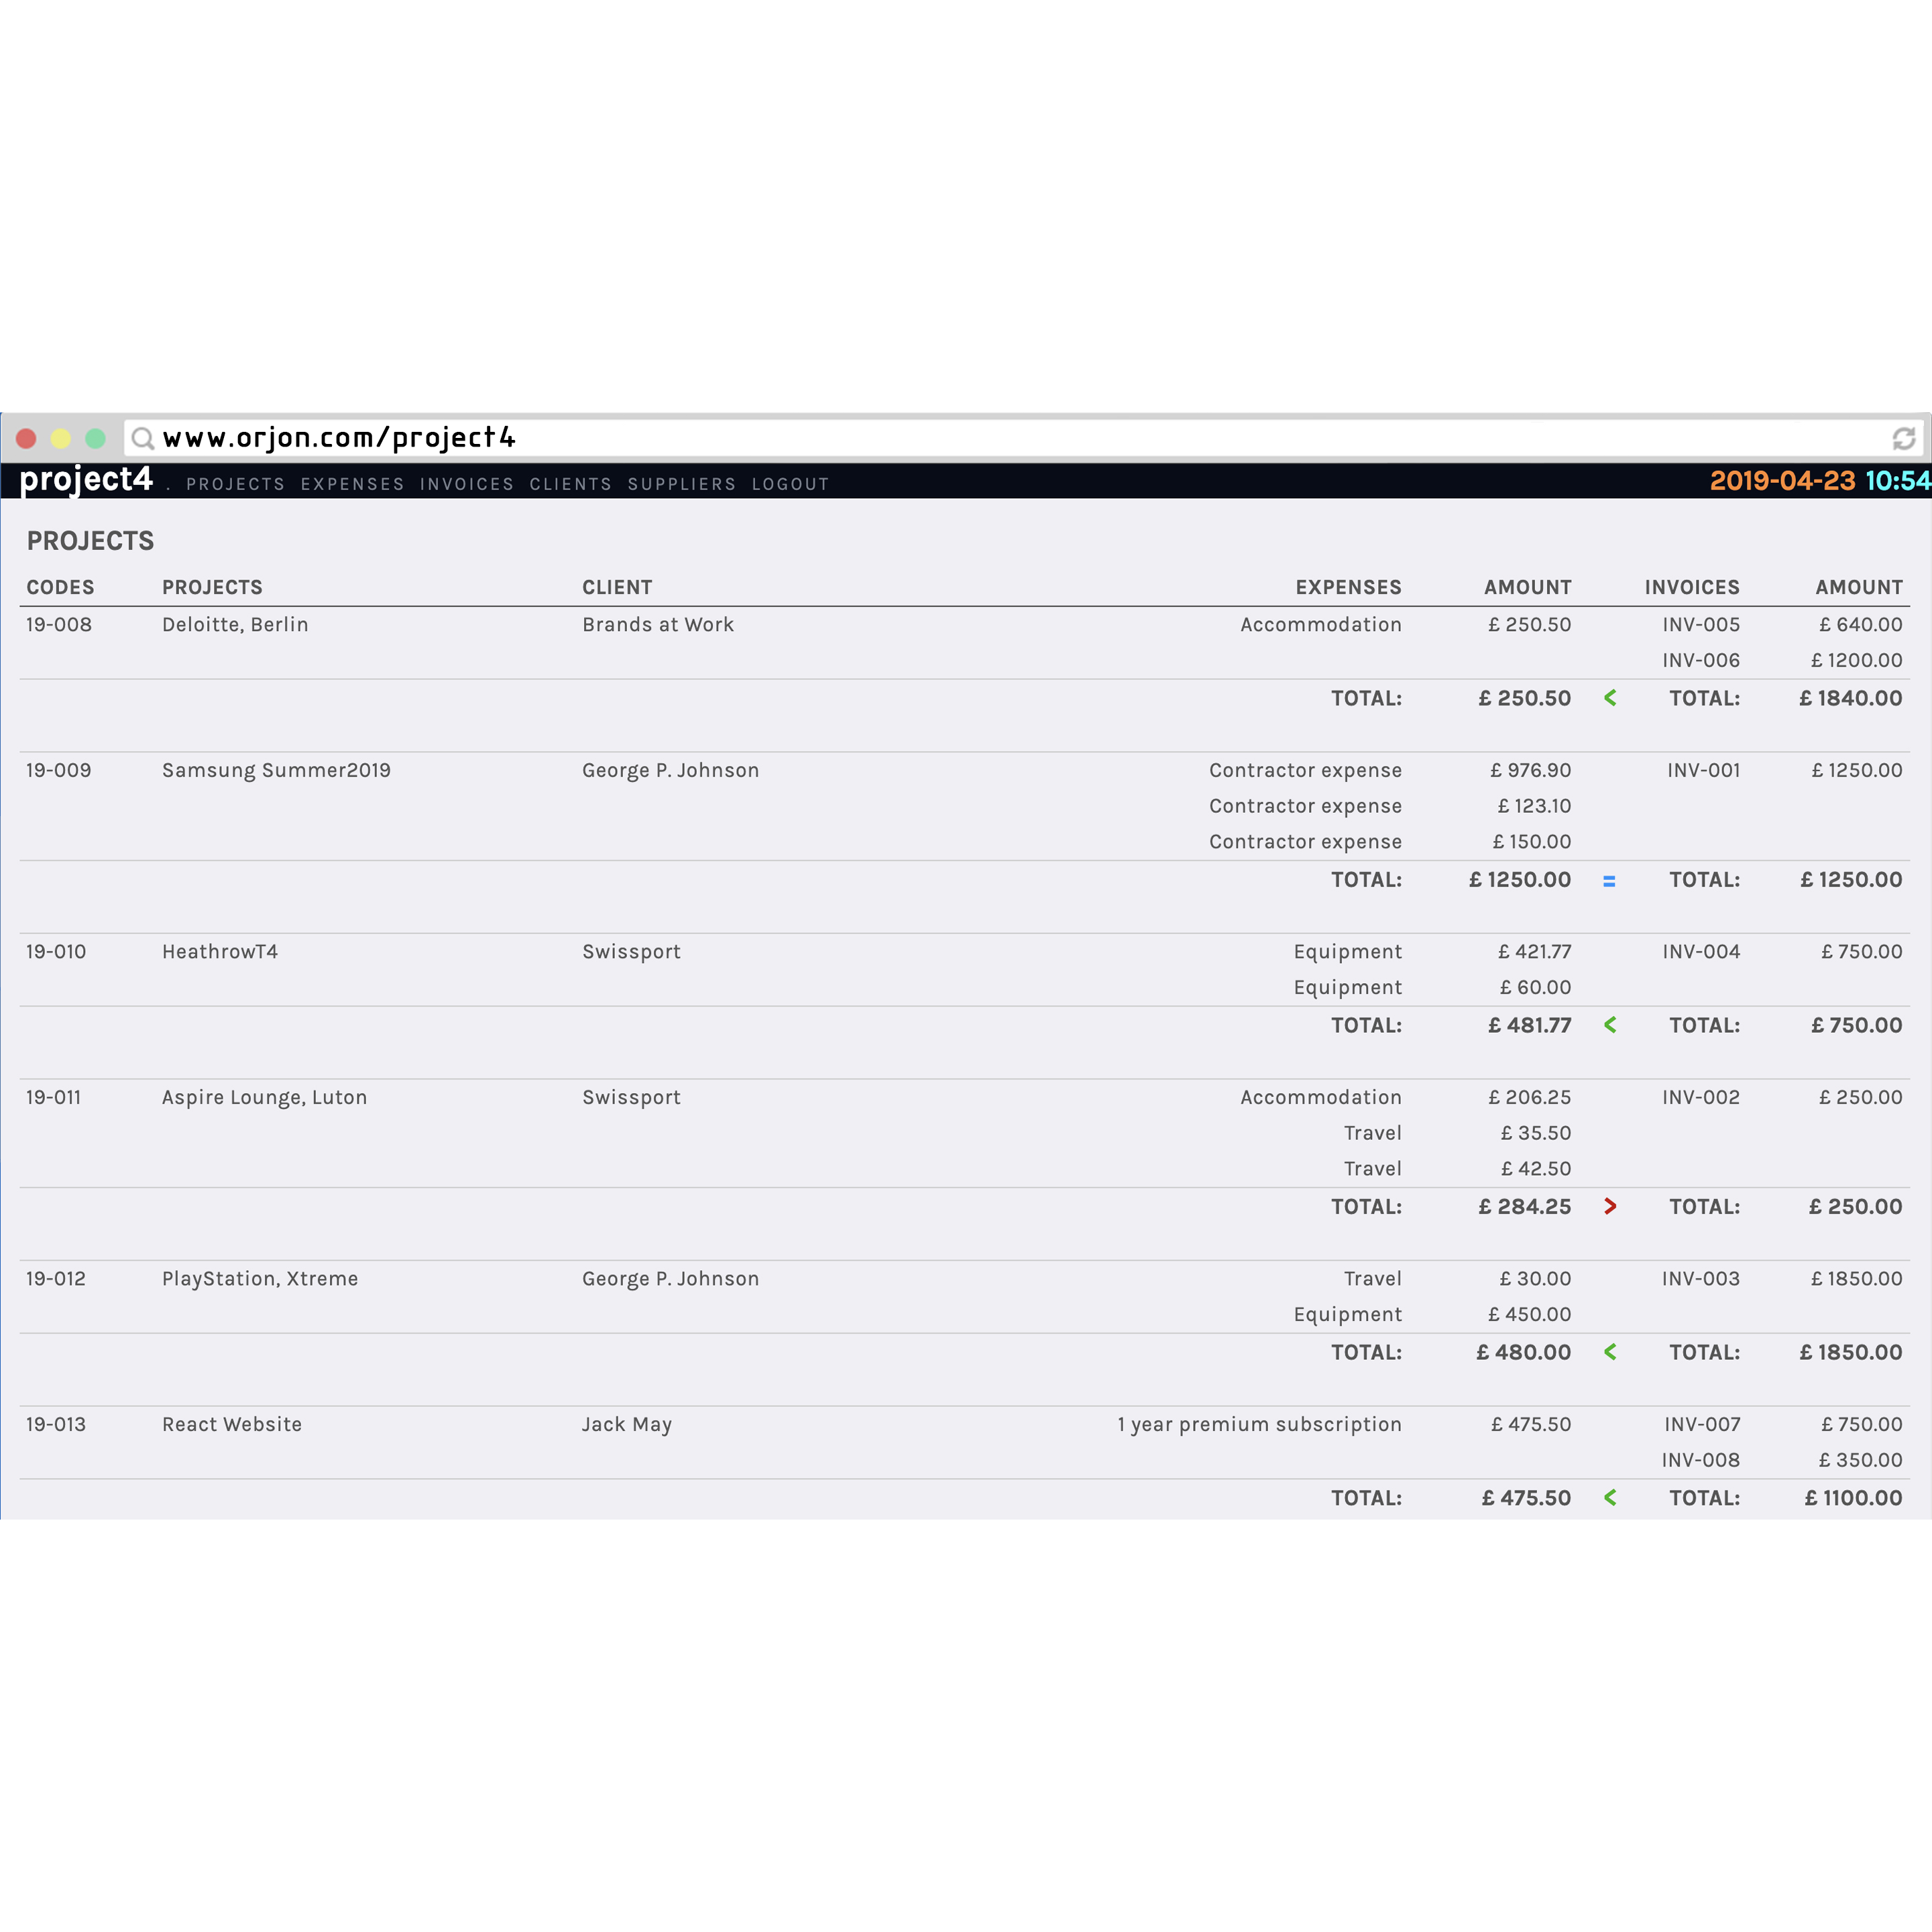 www.orjon.com/project4
project4 . PROJECTS EXPENSES INVOICES CLIENTS SUPPLIERS LOGOUT 2019-04-23 10:54
PROJECTS
CODES PROJECTS CLIENT EXPENSES AMOUNT INVOICES AMOUNT
19-008 Deloitte, Berlin Brands at Work Accommodation £ 250.50 INV-005 £ 640.00
INV-006 £ 1200.00
TOTAL: £ 250.50 < TOTAL: £ 1840.00
19-009 Samsung Summer2019 George P. Johnson Contractor expense £ 976.90 INV-001 £ 1250.00
Contractor expense £ 123.10
Contractor expense £ 150.00
TOTAL: £ 1250.00 = TOTAL: £ 1250.00
19-010 HeathrowT4 Swissport Equipment £ 421.77 INV-004 £ 750.00
Equipment £ 60.00
TOTAL: £ 481.77 < TOTAL: £ 750.00
19-011 Aspire Lounge, Luton Swissport Accommodation £ 206.25 INV-002 £ 250.00
Travel £ 35.50
Travel £ 42.50
TOTAL: £ 284.25 > TOTAL: £ 250.00
19-012 PlayStation, Xtreme George P. Johnson Travel £ 30.00 INV-003 £ 1850.00
Equipment £ 450.00
TOTAL: £ 480.00 < TOTAL: £ 1850.00
19-013 React Website Jack May 1 year premium subscription £ 475.50 INV-007 £ 750.00
INV-008 £ 350.00
TOTAL: £ 475.50 < TOTAL: £ 1100.00